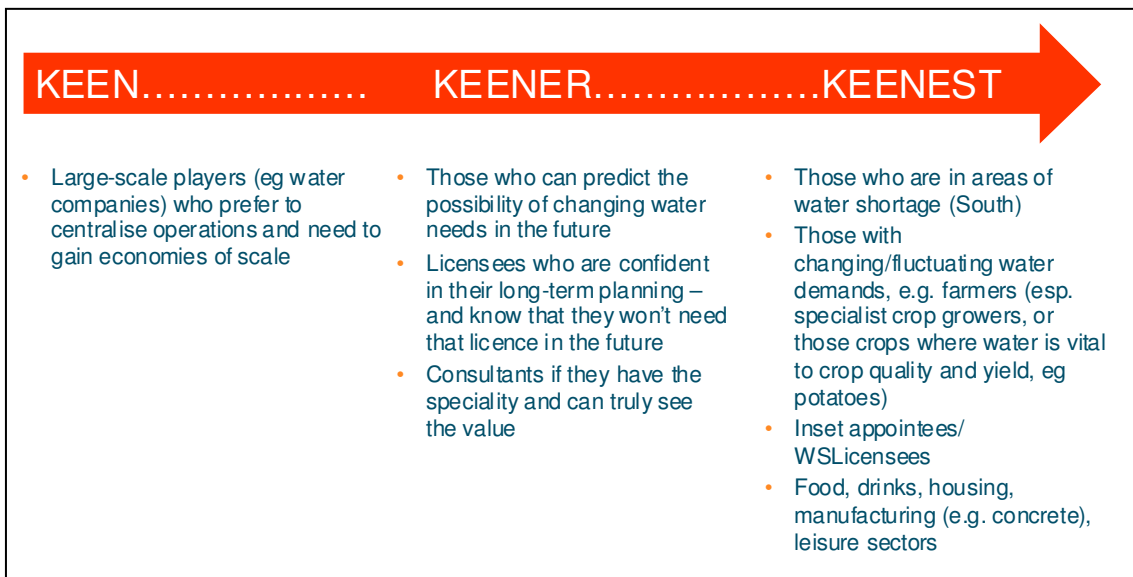 KEEN………………. KEENER………..………KEENEST
• Large-scale players (eg water
companies) who prefer to
centralise operations and need to
gain economies of scale
• Those who can predict the
possibility of changing water
needs in the future
• Licensees who are confident
in their long-term planning –
and know that they won't need
that licence in the future
• Consultants if they have the
speciality and can truly see
the value
• Those who are in areas of
water shortage (South)
• Those with
changing/fluctuating water
demands, e.g. farmers (esp.
specialist crop growers, or
those crops where water is vital
to crop quality and yield, eg
potatoes)
• Inset appointees/
WSLicensees
• Food, drinks, housing,
manufacturing (e.g. concrete),
leisure sectors